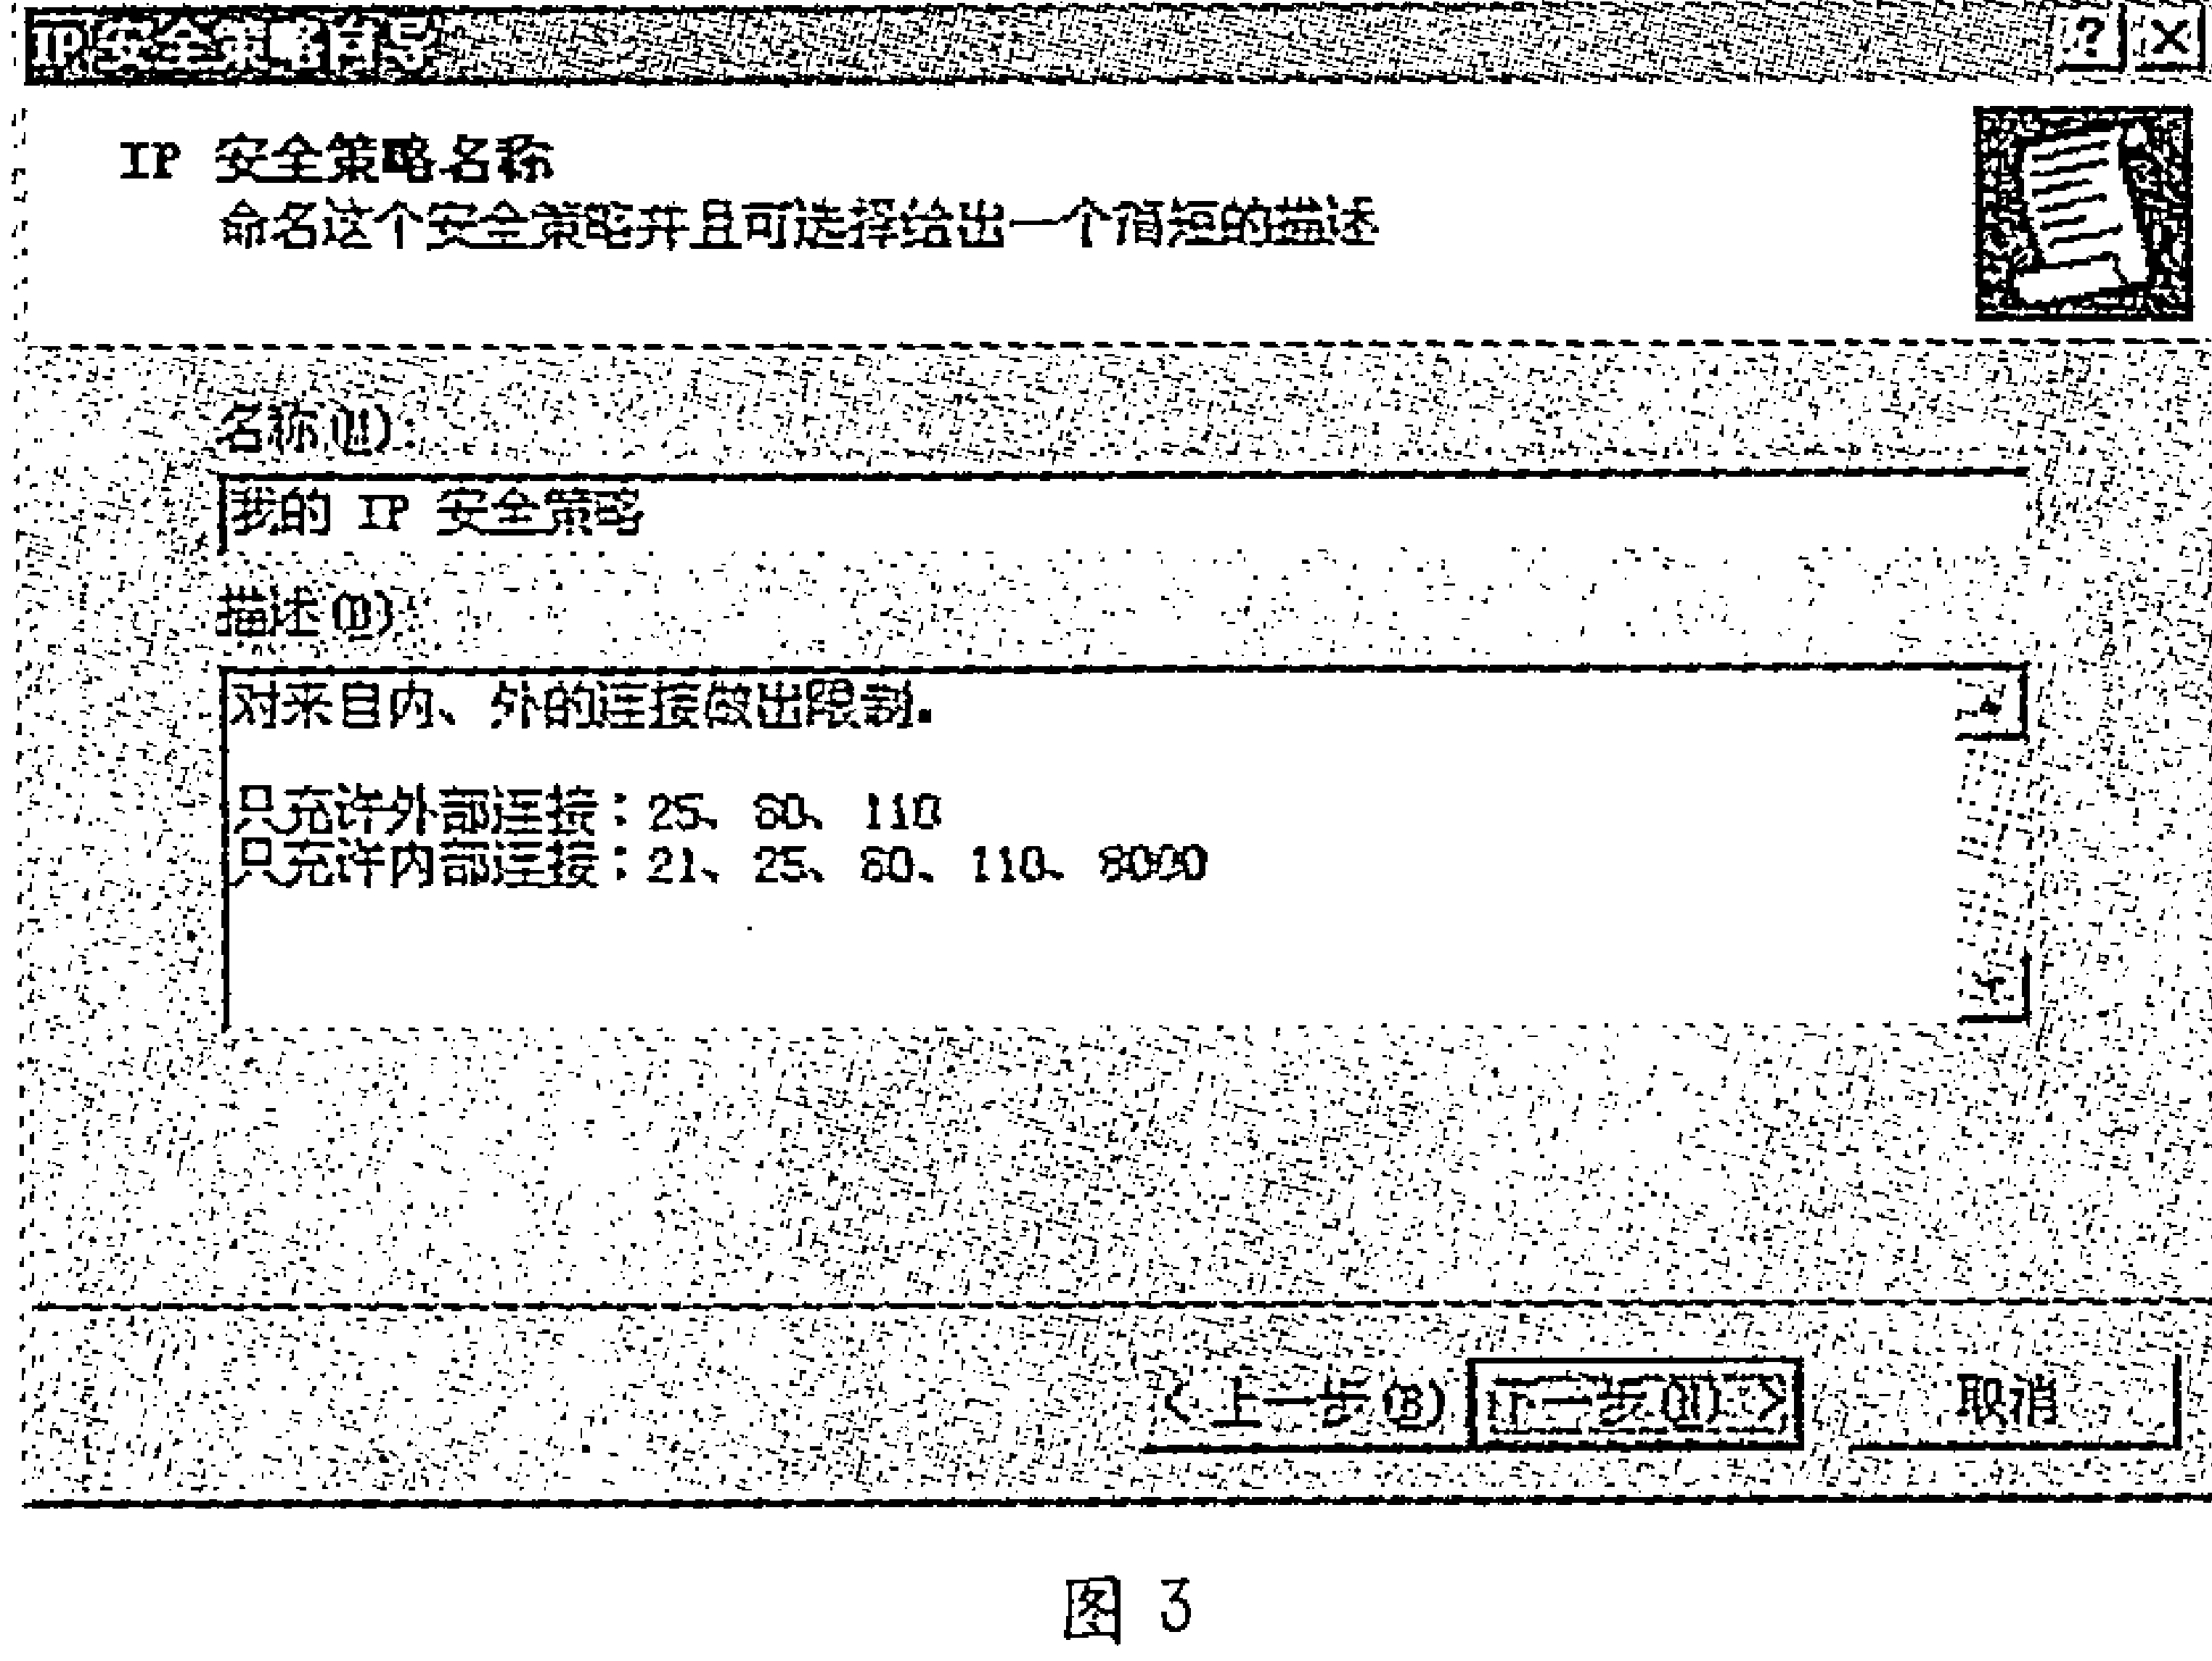 IP 安全策略向导
IP 安全策略名称
命名这个安全策略并且可选择给出一个简短的描述
名称(N):
我的 IP 安全策略
描述(D):
对来自内、外的连接做出限制.
只充许外部连接：25、80、110
只充许内部连接：21、25、80、110、8000
< 上一步(B) 下一步(N) > 取消
图 3